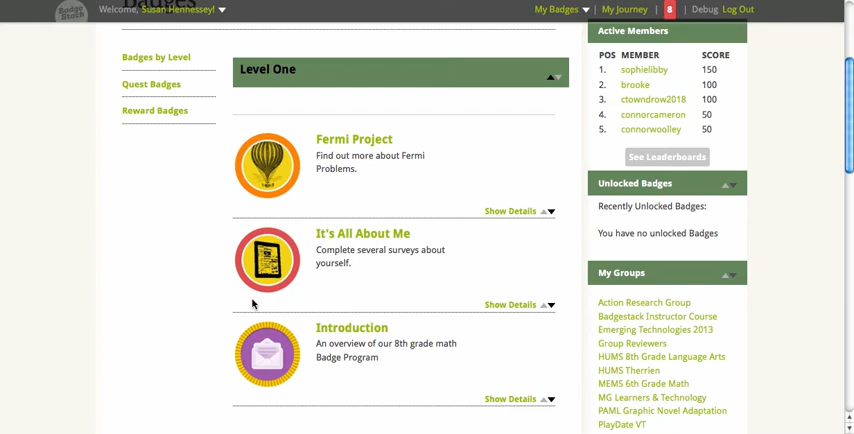 Badges
Badge Stack
Welcome, Susan Hennessey!
My Badges
My Journey
8
Debug
Log Out
Badges by Level
Quest Badges
Reward Badges
Level One
Fermi Project
Find out more about Fermi
Problems.
Show Details
It's All About Me
Complete several surveys about
yourself.
Show Details
Introduction
An overview of our 8th grade math
Badge Program
Show Details
Active Members
POS MEMBER SCORE
1. sophielibby 150
2. brooke 100
3. ctowndrow2018 100
4. connorcameron 50
5. connorwoolley 50
See Leaderboards
Unlocked Badges
Recently Unlocked Badges:
You have no unlocked Badges
My Groups
Action Research Group
Badgestack Instructor Course
Emerging Technologies 2013
Group Reviewers
HUMS 8th Grade Language Arts
HUMS Therrien
MEMS 6th Grade Math
MG Learners & Technology
PAML Graphic Novel Adaptation
PlayDate VT